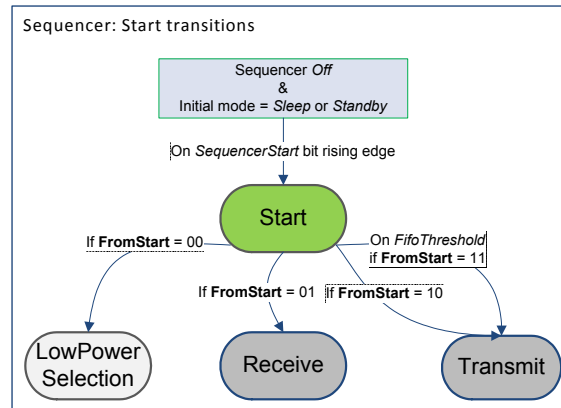 Sequencer: Start transitions
Sequencer Off
&
Initial mode = Sleep or Standby
On SequencerStart bit rising edge
Start
If FromStart = 00
On FifoThreshold
if FromStart = 11
If FromStart = 01
If FromStart = 10
LowPower
Selection
Receive
Transmit